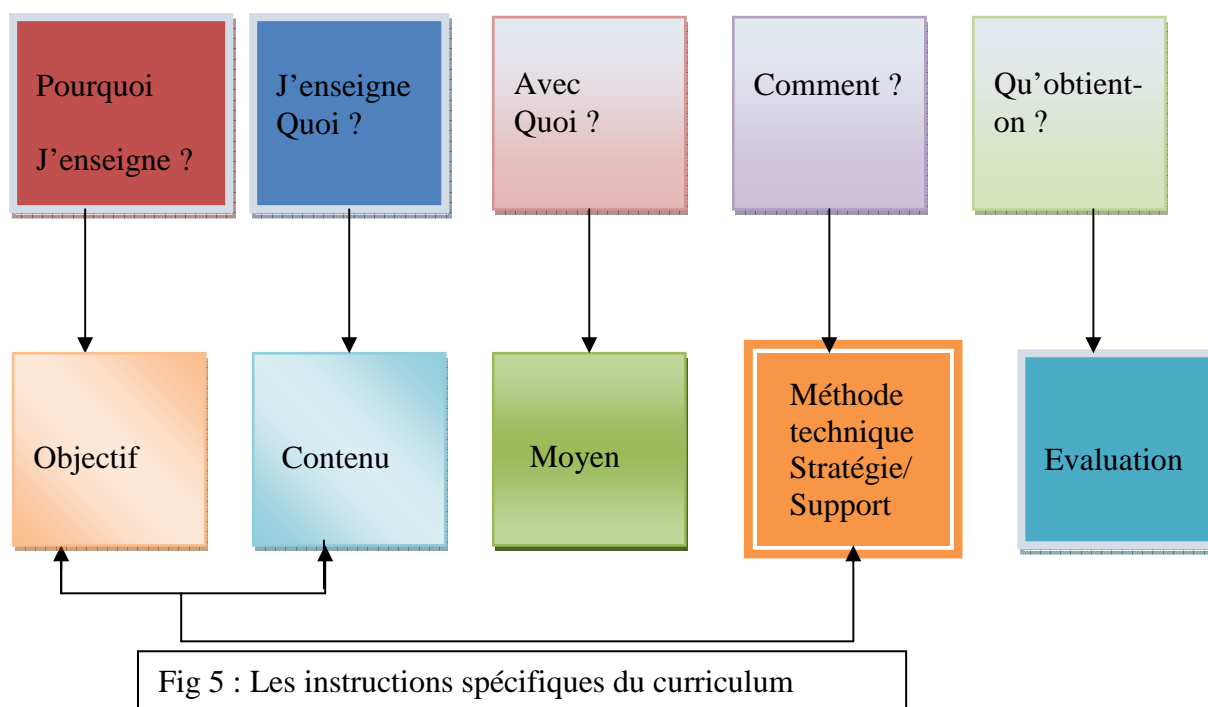 Pourquoi
J’enseigne ?
J’enseigne
Quoi ?
Avec
Quoi ?
Comment ?
Qu’obtient-
on ?
Objectif
Contenu
Moyen
Méthode
technique
Stratégie/
Support
Evaluation
Fig 5 : Les instructions spécifiques du curriculum